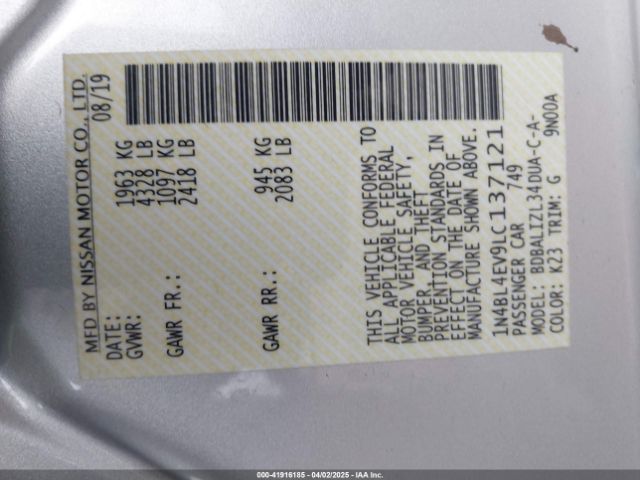 MFD BY NISSAN MOTOR CO., LTD.
DATE: 08/19
GVWR: 1963 KG
4328 LB
GAWR FR.: 1097 KG
2418 LB
GAWR RR.: 945 KG
2083 LB
THIS VEHICLE CONFORMS TO
ALL APPLICABLE FEDERAL
MOTOR VEHICLE SAFETY,
BUMPER, AND THEFT
PREVENTION STANDARDS IN
EFFECT ON THE DATE OF
MANUFACTURE SHOWN ABOVE.
1N4BL4EV9LC137121
PASSENGER CAR 749
MODEL: BDBALIZL34DUA-C-A-
COLOR: K23 TRIM: G 9N00A
000-41916185 - 04/02/2025 - IAA Inc.